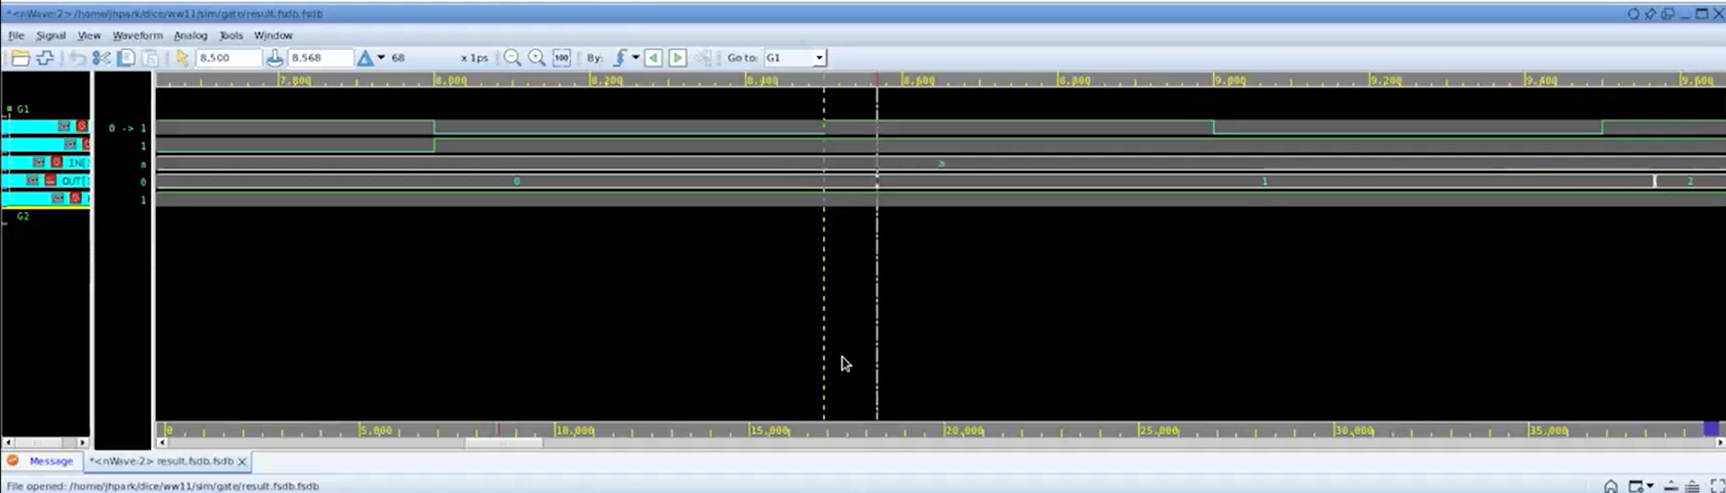 *<nWave:2> /home/jhpark/dice/ww11/sim/gate/result.fsdb.fsdb
File Signal View Waveform Analog Tools Window
8,500 8,568 68 x 1ps 100 By: Go to: G1
7,800 8,000 8,200 8,400 8,600 8,800 9,000 9,200 9,400 9,600
G1
0 -> 1
1
IN[ a a
OUT[ 0 0 1 2
1
G2
0 5,000 10,000 15,000 20,000 25,000 30,000 35,000
Message *<nWave:2> result.fsdb.fsdb
File opened: /home/jhpark/dice/ww11/sim/gate/result.fsdb.fsdb